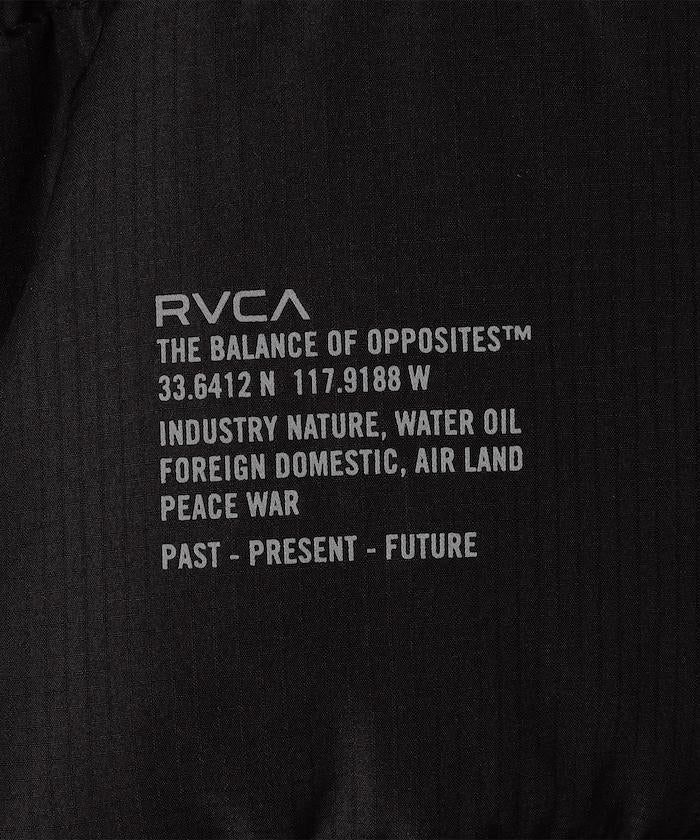 RVCA
THE BALANCE OF OPPOSITES™
33.6412 N 117.9188 W
INDUSTRY NATURE, WATER OIL
FOREIGN DOMESTIC, AIR LAND
PEACE WAR
PAST - PRESENT - FUTURE